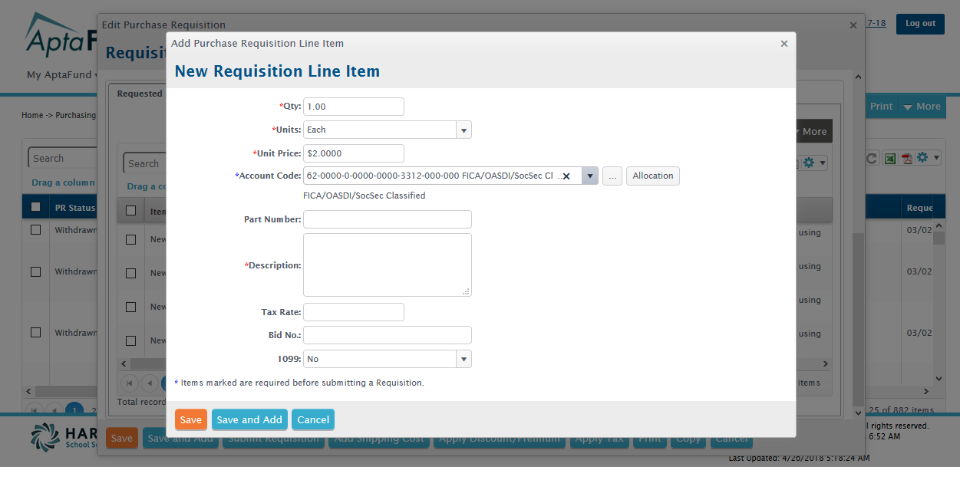 Edit Purchase Requisition
7-18
Log out
Apta
Add Purchase Requisition Line Item
Requisi
New Requisition Line Item
My AptaFund
Requested
Print
More
Home -> Purchasing
*Qty: 1.00
*Units: Each
More
*Unit Price: $2.0000
Search
Search
*Account Code: 62-0000-0-0000-0000-3312-000-000 FICA/OASDI/SocSec Cl ... Allocation
Drag a column
Drag a co
FICA/OASDI/SocSec Classified
PR Status
Item
Reque
Part Number:
Withdrawn
New
using
03/02
*Description:
Withdrawn
New
using
03/02
New
using
Tax Rate:
Withdrawn
New
using
03/02
Bid No.:
1099: No
* Items marked are required before submitting a Requisition.
items
Total record
1 2
25 of 882 items
Save Save and Add Cancel
HAR
School S
Save Save and Add Submit Requisition Add Shipping Cost Apply Discount/Premium Apply Tax Print Copy Cancel
l rights reserved.
6:52 AM
Last Updated: 4/26/2018 5:18:24 AM